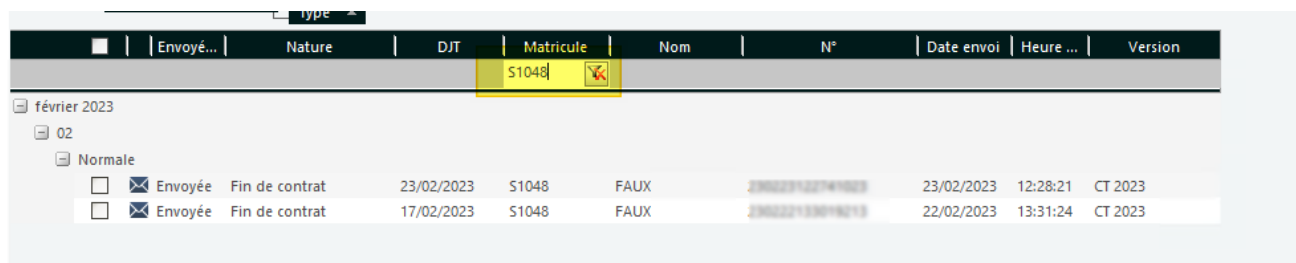 Type
Envoyé... Nature DJT Matricule Nom N° Date envoi Heure ... Version
S1048
février 2023
02
Normale
Envoyée Fin de contrat 23/02/2023 S1048 FAUX 23/02/2023 12:28:21 CT 2023
Envoyée Fin de contrat 17/02/2023 S1048 FAUX 22/02/2023 13:31:24 CT 2023